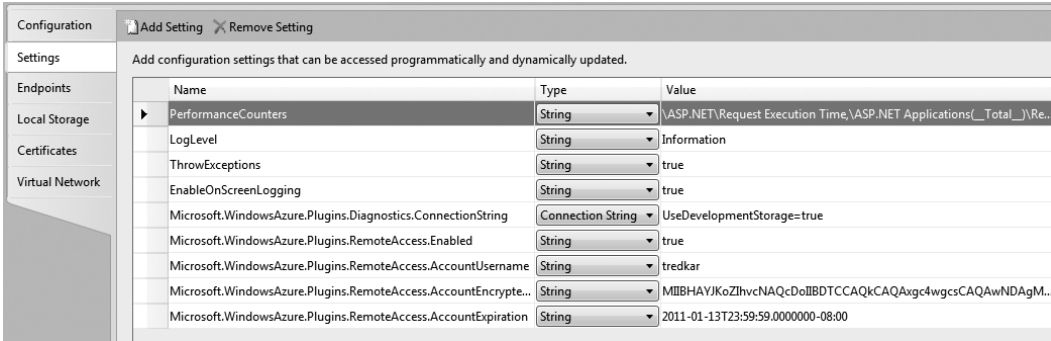 Configuration
Settings
Endpoints
Local Storage
Certificates
Virtual Network
Add Setting Remove Setting
Add configuration settings that can be accessed programmatically and dynamically updated.
Name Type Value
PerformanceCounters String \ASP.NET\Request Execution Time,\ASP.NET Applications(__Total__)\Re...
LogLevel String Information
ThrowExceptions String true
EnableOnScreenLogging String true
Microsoft.WindowsAzure.Plugins.Diagnostics.ConnectionString Connection String UseDevelopmentStorage=true
Microsoft.WindowsAzure.Plugins.RemoteAccess.Enabled String true
Microsoft.WindowsAzure.Plugins.RemoteAccess.AccountUsername String tredkar
Microsoft.WindowsAzure.Plugins.RemoteAccess.AccountEncrypte... String MIIBHAYJKoZIhvcNAQcDoIIBDTCCAQkCAQAxgc4wgcsCAQAwNDAgM...
Microsoft.WindowsAzure.Plugins.RemoteAccess.AccountExpiration String 2011-01-13T23:59:59.0000000-08:00